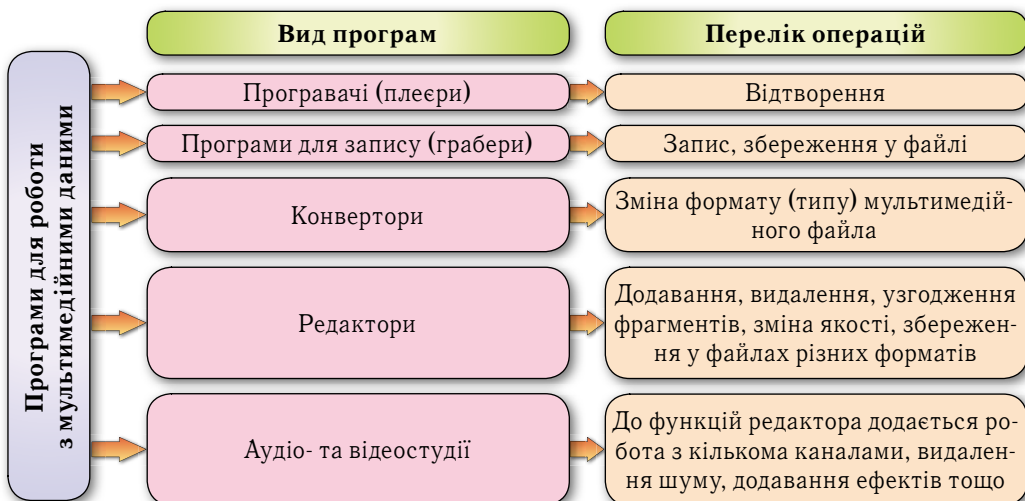 Програми для роботи
з мультимедійними даними
Вид програм
Перелік операцій
Програвачі (плеєри)
Відтворення
Програми для запису (грабери)
Запис, збереження у файлі
Конвертори
Зміна формату (типу) мультимедій-
ного файла
Редактори
Додавання, видалення, узгодження
фрагментів, зміна якості, збережен-
ня у файлах різних форматів
Аудіо- та відеостудії
До функцій редактора додається ро-
бота з кількома каналами, видален-
ня шуму, додавання ефектів тощо